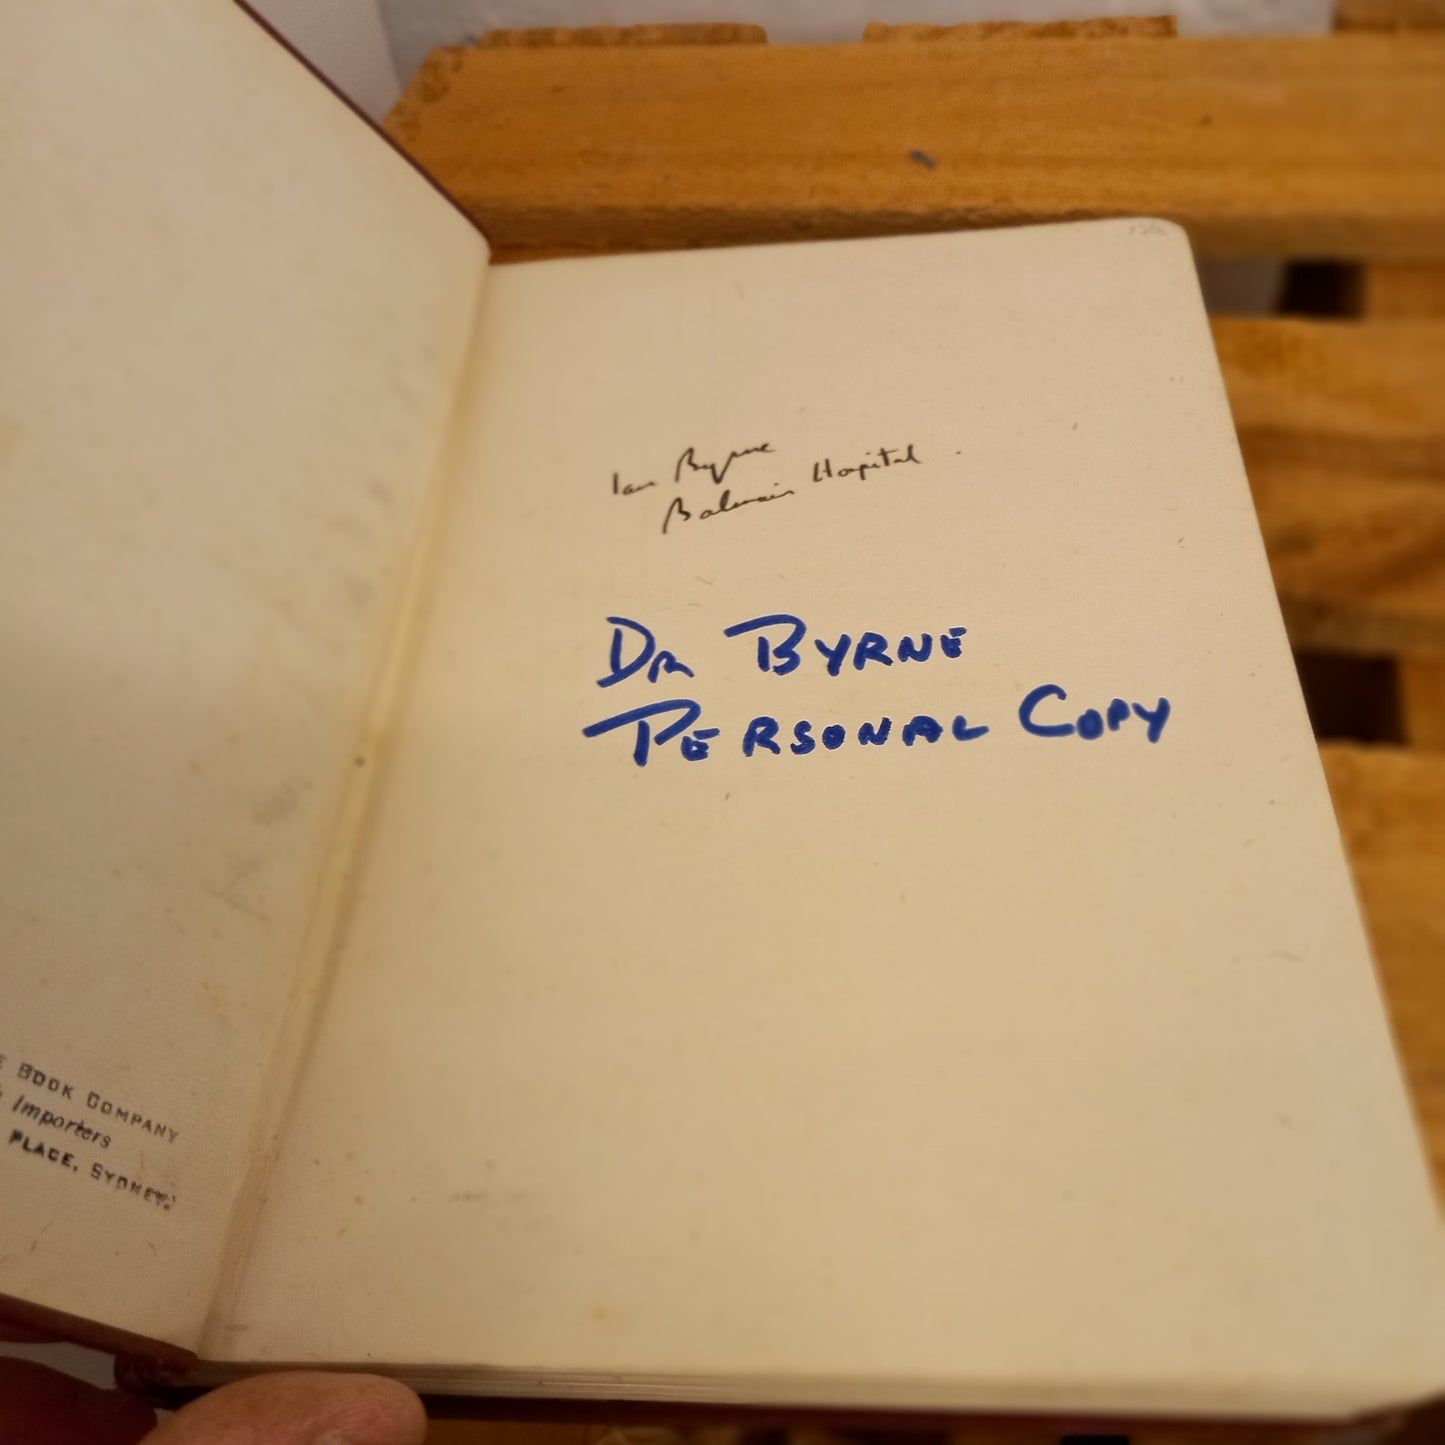 Ian Byrne
Balmain Hospital.
DR BYRNE
PERSONAL COPY
BOOK COMPANY
Importers
PLACE, SYDNEY.